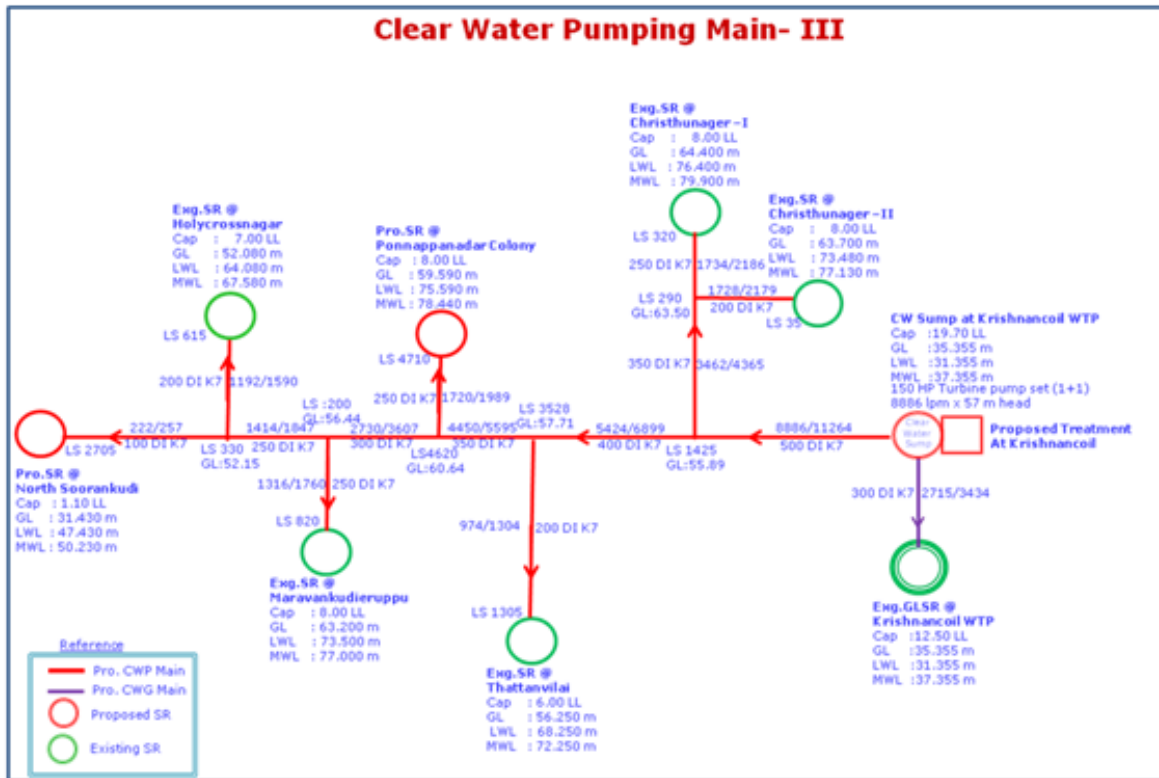 Clear Water Pumping Main- III
Exg.SR @
Christhunager –I
Cap : 8.00 LL
GL : 64.400 m
LWL : 76.400 m
MWL : 79.900 m
LS 320
250 DI K7 1734/2186
Exg.SR @
Christhunager –II
Cap : 8.00 LL
GL : 63.700 m
LWL : 73.480 m
MWL : 77.130 m
1728/2179
200 DI K7
LS 35
LS 290
GL:63.50
350 DI K7 3462/4365
Exg.SR @
Holycrossnagar
Cap : 7.00 LL
GL : 52.080 m
LWL : 64.080 m
MWL : 67.580 m
LS 615
200 DI K7 1192/1590
Pro.SR @
Ponnappanadar Colony
Cap : 8.00 LL
GL : 59.590 m
LWL : 75.590 m
MWL : 78.440 m
LS 4710
250 DI K7 1720/1989
CW Sump at Krishnancoil WTP
Cap :19.70 LL
GL : 35.355 m
LWL : 31.355 m
MWL : 37.355 m
150 HP Turbine pump set (1+1)
8886 lpm x 57 m head
Clear
Water
Sump
Proposed Treatment
At Krishnancoil
8886/11264
500 DI K7
LS 1425
GL:55.89
5424/6899
400 DI K7
LS 3528
GL:57.71
4450/5595
350 DI K7
LS4620
GL:60.64
2730/3607
300 DI K7
LS :200
GL:56.44
1414/1847
250 DI K7
LS 330
GL:52.15
222/257
100 DI K7
LS 2705
Pro.SR @
North Soorankudi
Cap : 1.10 LL
GL : 31.430 m
LWL : 47.430 m
MWL : 50.230 m
1316/1760 250 DI K7
LS 820
Exg.SR @
Maravankudieruppu
Cap : 8.00 LL
GL : 63.200 m
LWL : 73.500 m
MWL : 77.000 m
974/1304 200 DI K7
LS 1305
Exg.SR @
Thattanvilai
Cap : 6.00 LL
GL : 56.250 m
LWL : 68.250 m
MWL : 72.250 m
300 DI K7 2715/3434
Exg.GLSR @
Krishnancoil WTP
Cap : 12.50 LL
GL : 35.355 m
LWL : 31.355 m
MWL : 37.355 m
Reference
Pro. CWP Main
Pro. CWG Main
Proposed SR
Existing SR